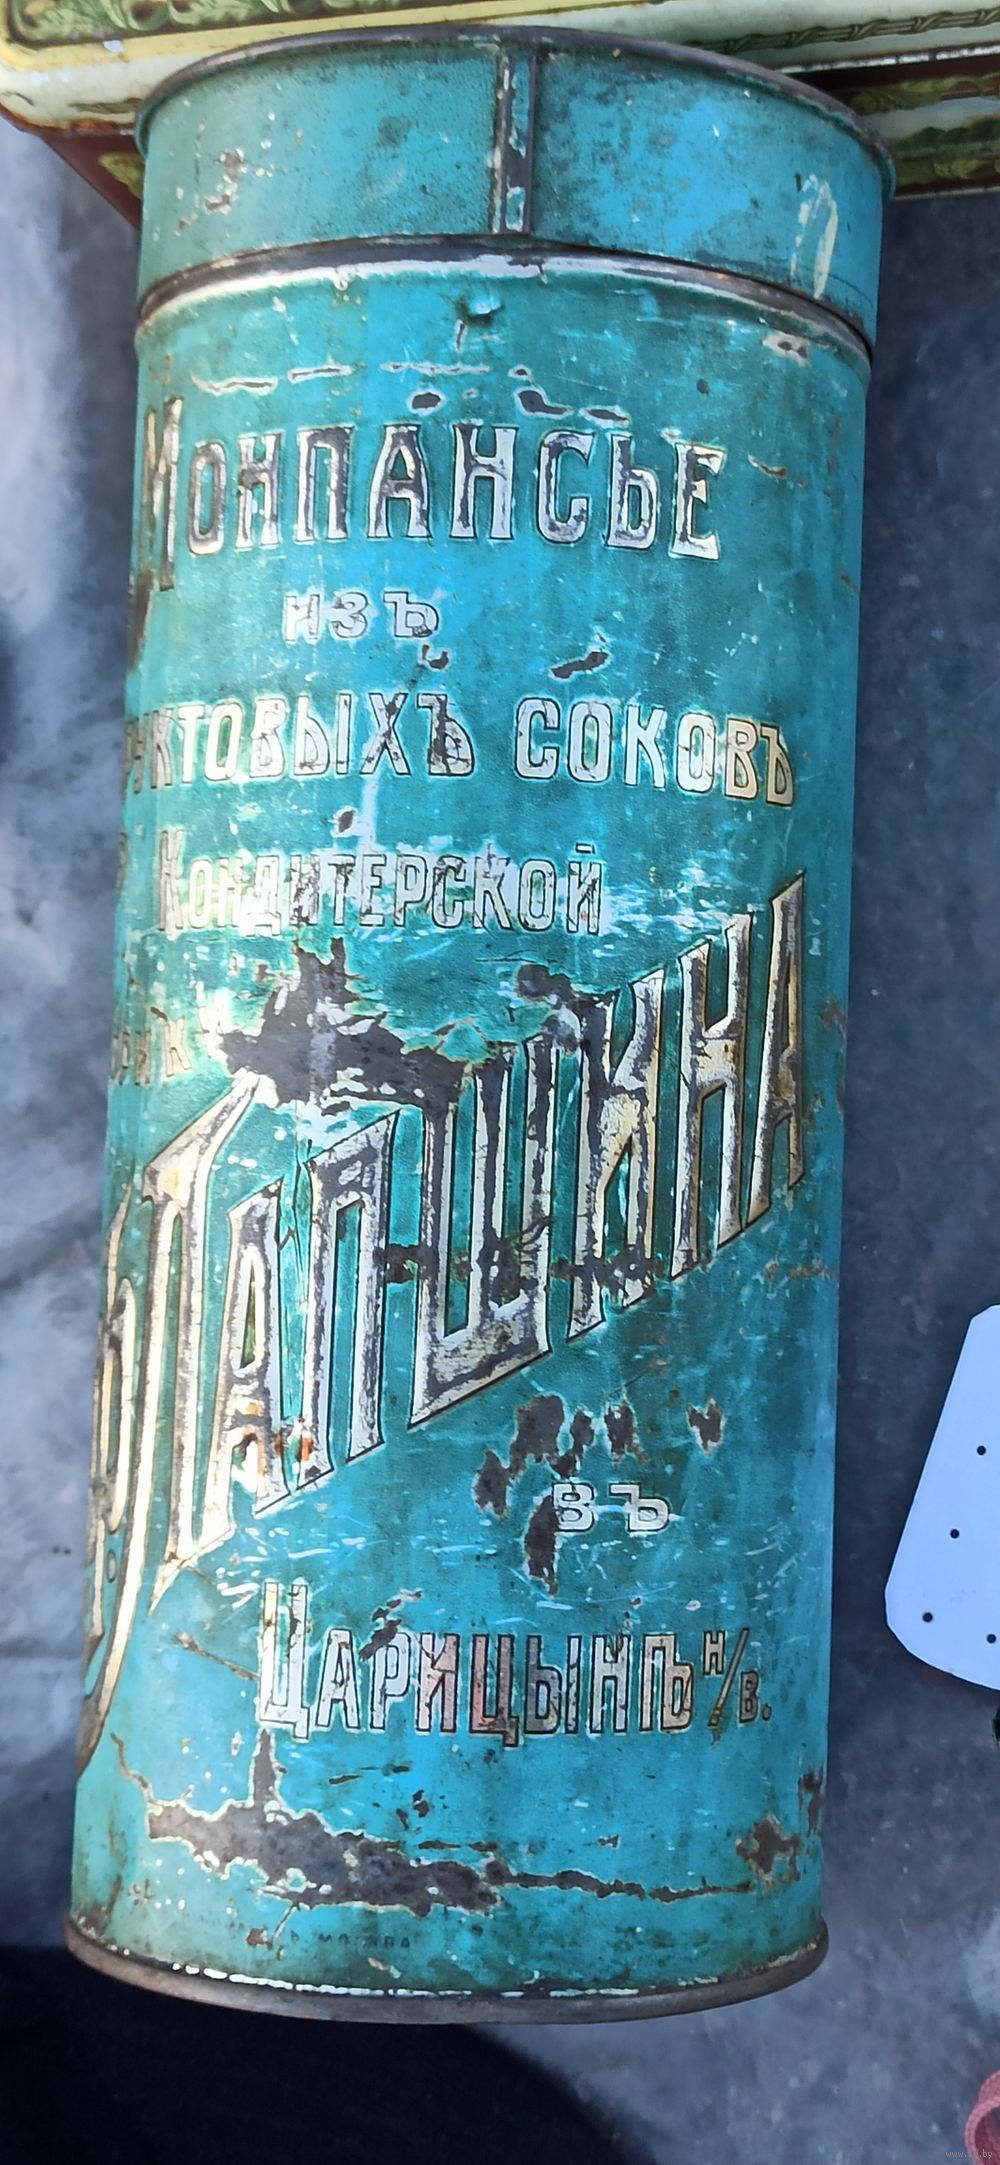 Монпансье
изъ
руктовыхъ соковъ
Кондитерской
Лапшина
въ
Царицынѣ н/в.